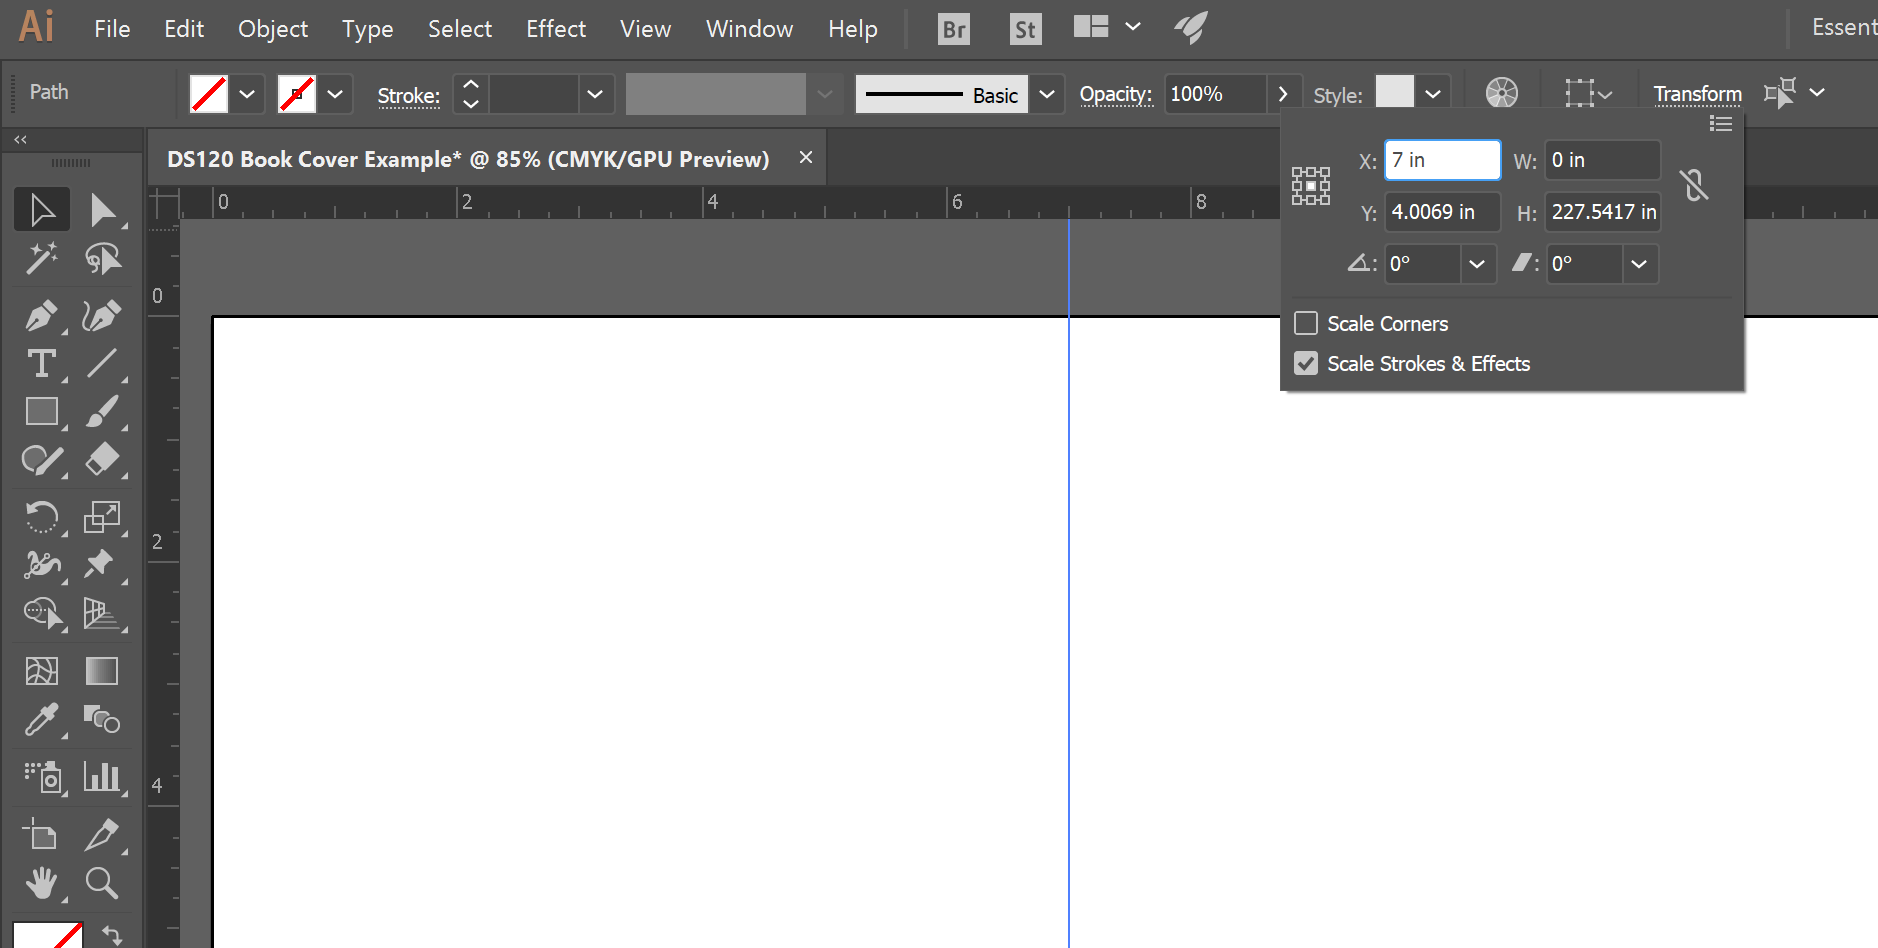 Ai File Edit Object Type Select Effect View Window Help Br St Essent
Path Stroke: Basic Opacity: 100% Style: Transform
DS120 Book Cover Example* @ 85% (CMYK/GPU Preview) ×
0 2 4 6 8
X: 7 in W: 0 in
Y: 4.0069 in H: 227.5417 in
: 0° : 0°
Scale Corners
Scale Strokes & Effects
0
2
4
T